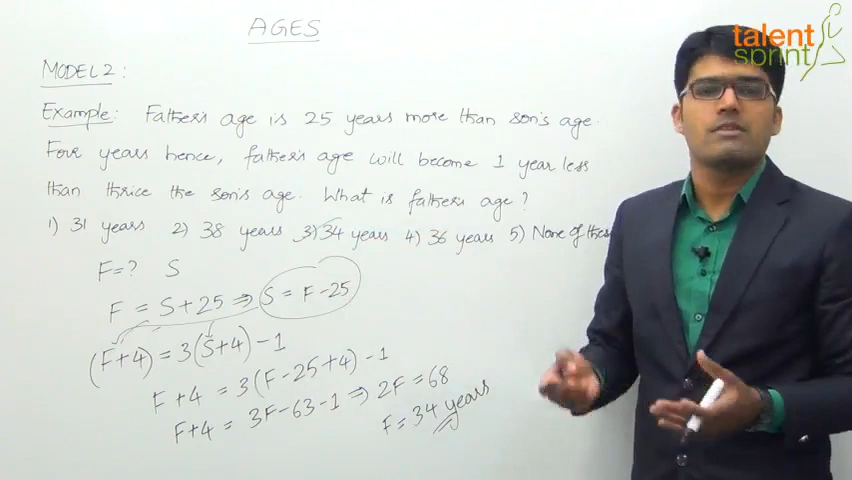 AGES
talent
sprint
MODEL 2 :
Example: Father's age is 25 years more than son's age.
Four years hence, father's age will become 1 year less
than thrice the son's age. What is father's age ?
1) 31 years 2) 38 years 3) 34 years 4) 36 years 5) None of these
F = ? S
F = S + 25 ⇒ S = F - 25
(F+4) = 3(S+4) - 1
F + 4 = 3(F - 25 + 4) - 1
F+4 = 3F - 63 - 1 ⇒ 2F = 68
F = 34 years